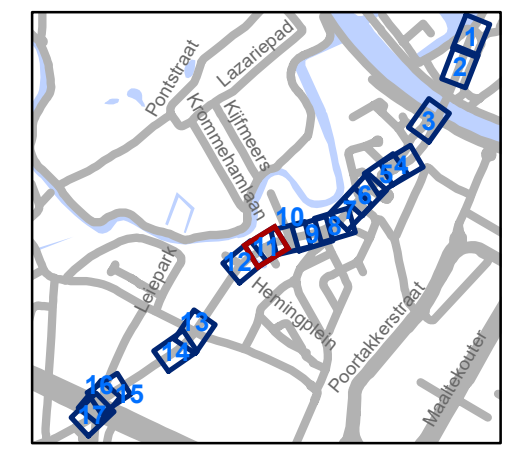 1
2
3
4
5
6
7
8
9
10
11
12
13
14
15
16
17
Pontstraat
Lazariepad
Kijfmeers
Krommehamlaan
Leiepark
Hemingplein
Poortakkerstraat
Maaltekouter